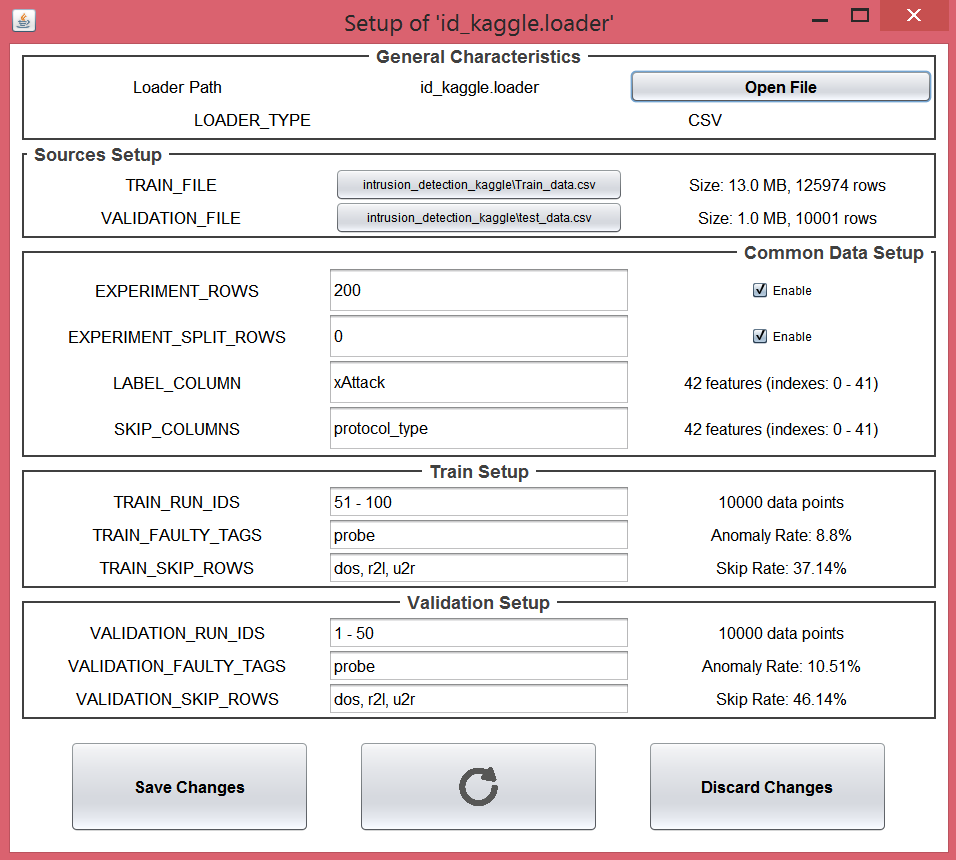 Setup of 'id_kaggle.loader'
General Characteristics
Loader Path id_kaggle.loader Open File
LOADER_TYPE CSV
Sources Setup
TRAIN_FILE intrusion_detection_kaggle\Train_data.csv Size: 13.0 MB, 125974 rows
VALIDATION_FILE intrusion_detection_kaggle\test_data.csv Size: 1.0 MB, 10001 rows
Common Data Setup
EXPERIMENT_ROWS 200 Enable
EXPERIMENT_SPLIT_ROWS 0 Enable
LABEL_COLUMN xAttack 42 features (indexes: 0 - 41)
SKIP_COLUMNS protocol_type 42 features (indexes: 0 - 41)
Train Setup
TRAIN_RUN_IDS 51 - 100 10000 data points
TRAIN_FAULTY_TAGS probe Anomaly Rate: 8.8%
TRAIN_SKIP_ROWS dos, r2l, u2r Skip Rate: 37.14%
Validation Setup
VALIDATION_RUN_IDS 1 - 50 10000 data points
VALIDATION_FAULTY_TAGS probe Anomaly Rate: 10.51%
VALIDATION_SKIP_ROWS dos, r2l, u2r Skip Rate: 46.14%
Save Changes Discard Changes